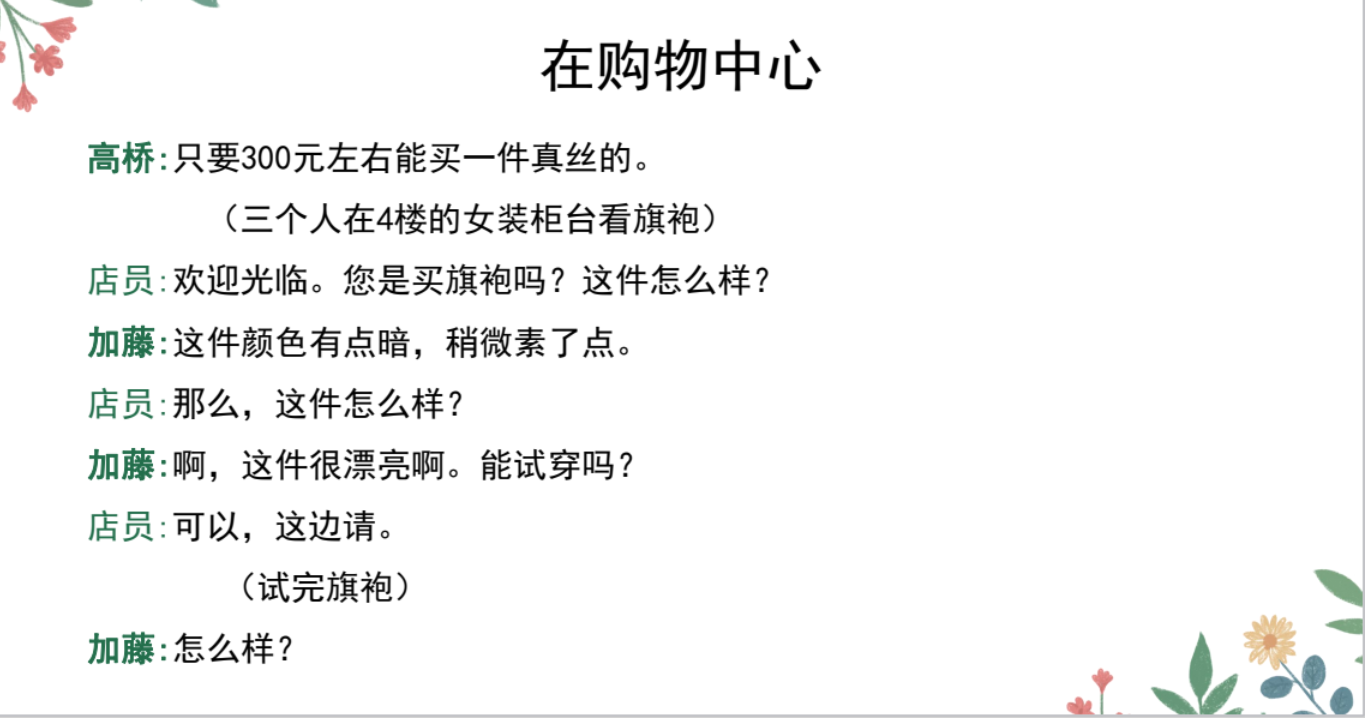 在购物中心
高桥:只要300元左右能买一件真丝的。
（三个人在4楼的女装柜台看旗袍）
店员:欢迎光临。您是买旗袍吗？这件怎么样？
加藤:这件颜色有点暗，稍微素了点。
店员:那么，这件怎么样？
加藤:啊，这件很漂亮啊。能试穿吗？
店员:可以，这边请。
（试完旗袍）
加藤:怎么样？